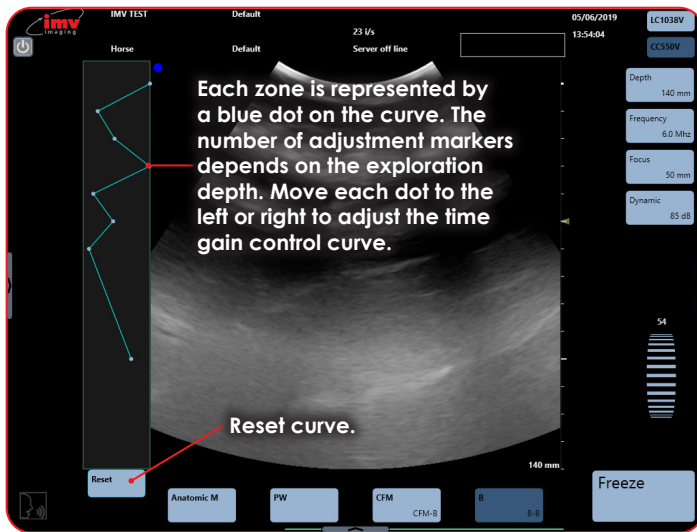 imv
imaging
IMV TEST
Default
05/06/2019
LC1038V
23 i/s
13:54:04
Horse
Default
Server off line
CC550V
Each zone is represented by
a blue dot on the curve. The
number of adjustment markers
depends on the exploration
depth. Move each dot to the
left or right to adjust the time
gain control curve.
Depth
140 mm
Frequency
6.0 Mhz
Focus
50 mm
Dynamic
85 dB
54
Reset curve.
140 mm
Reset
Anatomic M
PW
CFM
CFM-B
B
B-B
Freeze